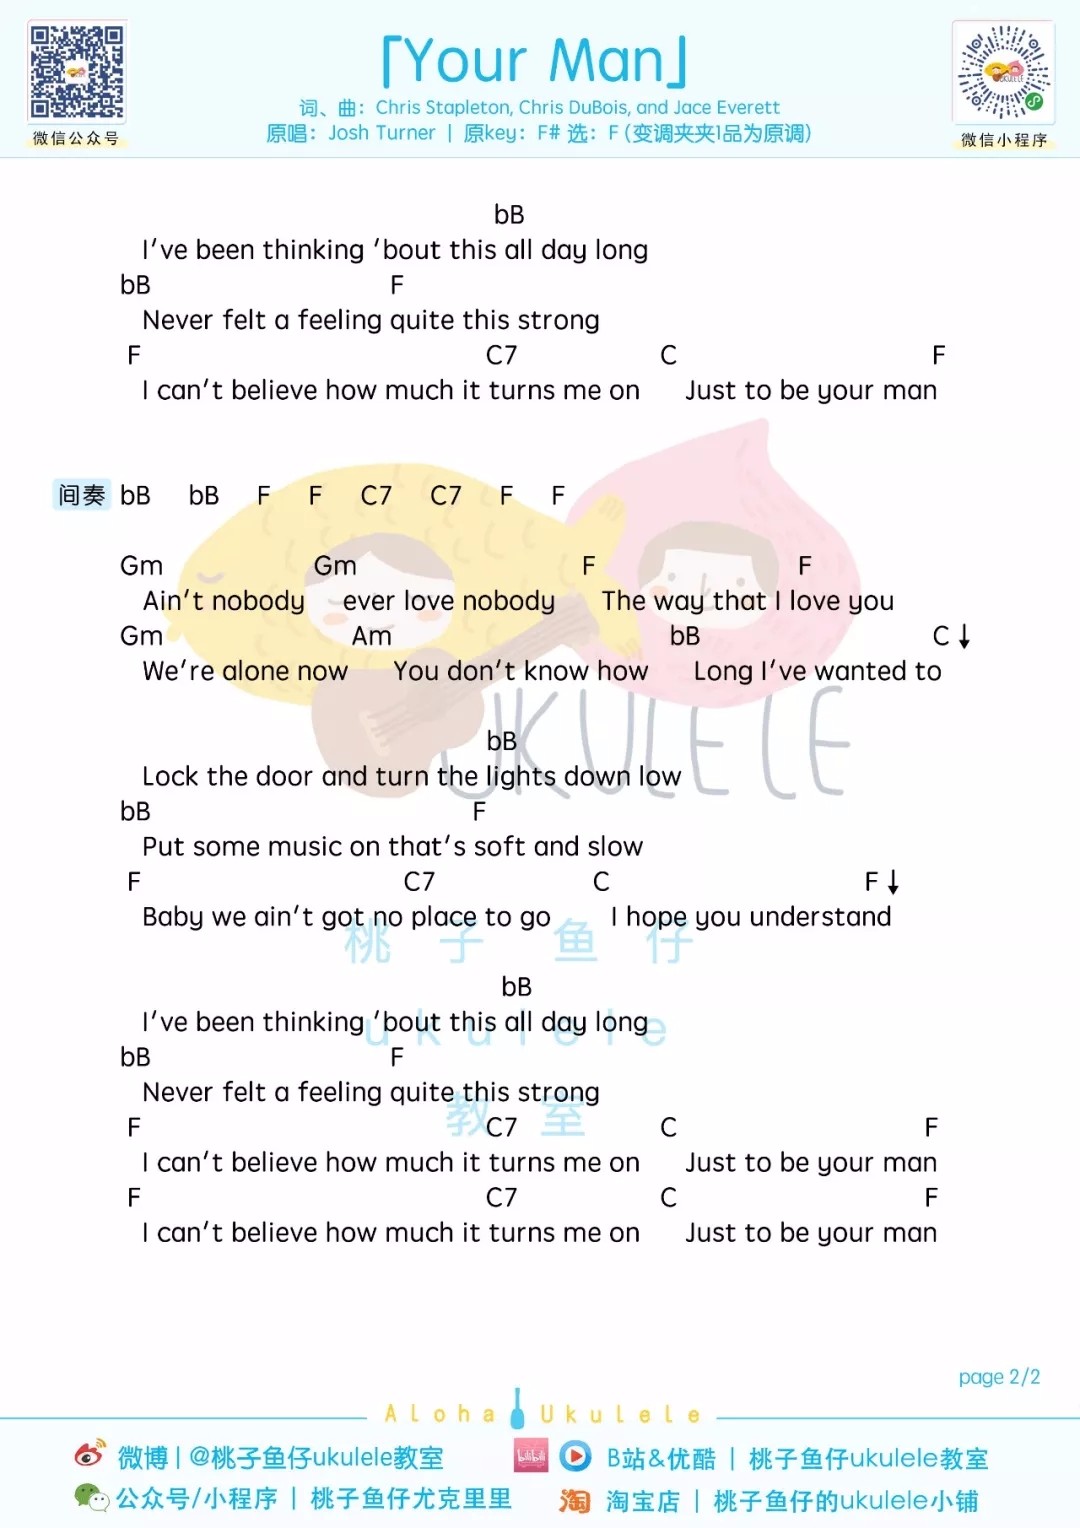 「Your Man」
词、曲：Chris Stapleton, Chris DuBois, and Jace Everett
原唱：Josh Turner | 原key：F# 选：F (变调夹夹1品为原调)
微信公众号
微信小程序
bB
I've been thinking 'bout this all day long
bB F
Never felt a feeling quite this strong
F C7 C F
I can't believe how much it turns me on Just to be your man
间奏 bB bB F F C7 C7 F F
Gm Gm F F
Ain't nobody ever love nobody The way that I love you
Gm Am bB C↓
We're alone now You don't know how Long I've wanted to
UKULELE
bB
Lock the door and turn the lights down low
bB F
Put some music on that's soft and slow
F C7 C F↓
Baby we ain't got no place to go I hope you understand
桃子鱼仔
bB
I've been thinking 'bout this all day long
ukulele
bB F
Never felt a feeling quite this strong
教室
F C7 C F
I can't believe how much it turns me on Just to be your man
F C7 C F
I can't believe how much it turns me on Just to be your man
page 2/2
Aloha Ukulele
微博 | @桃子鱼仔ukulele教室
bilibili B站&优酷 | 桃子鱼仔ukulele教室
公众号/小程序 | 桃子鱼仔尤克里里
淘 淘宝店 | 桃子鱼仔的ukulele小铺